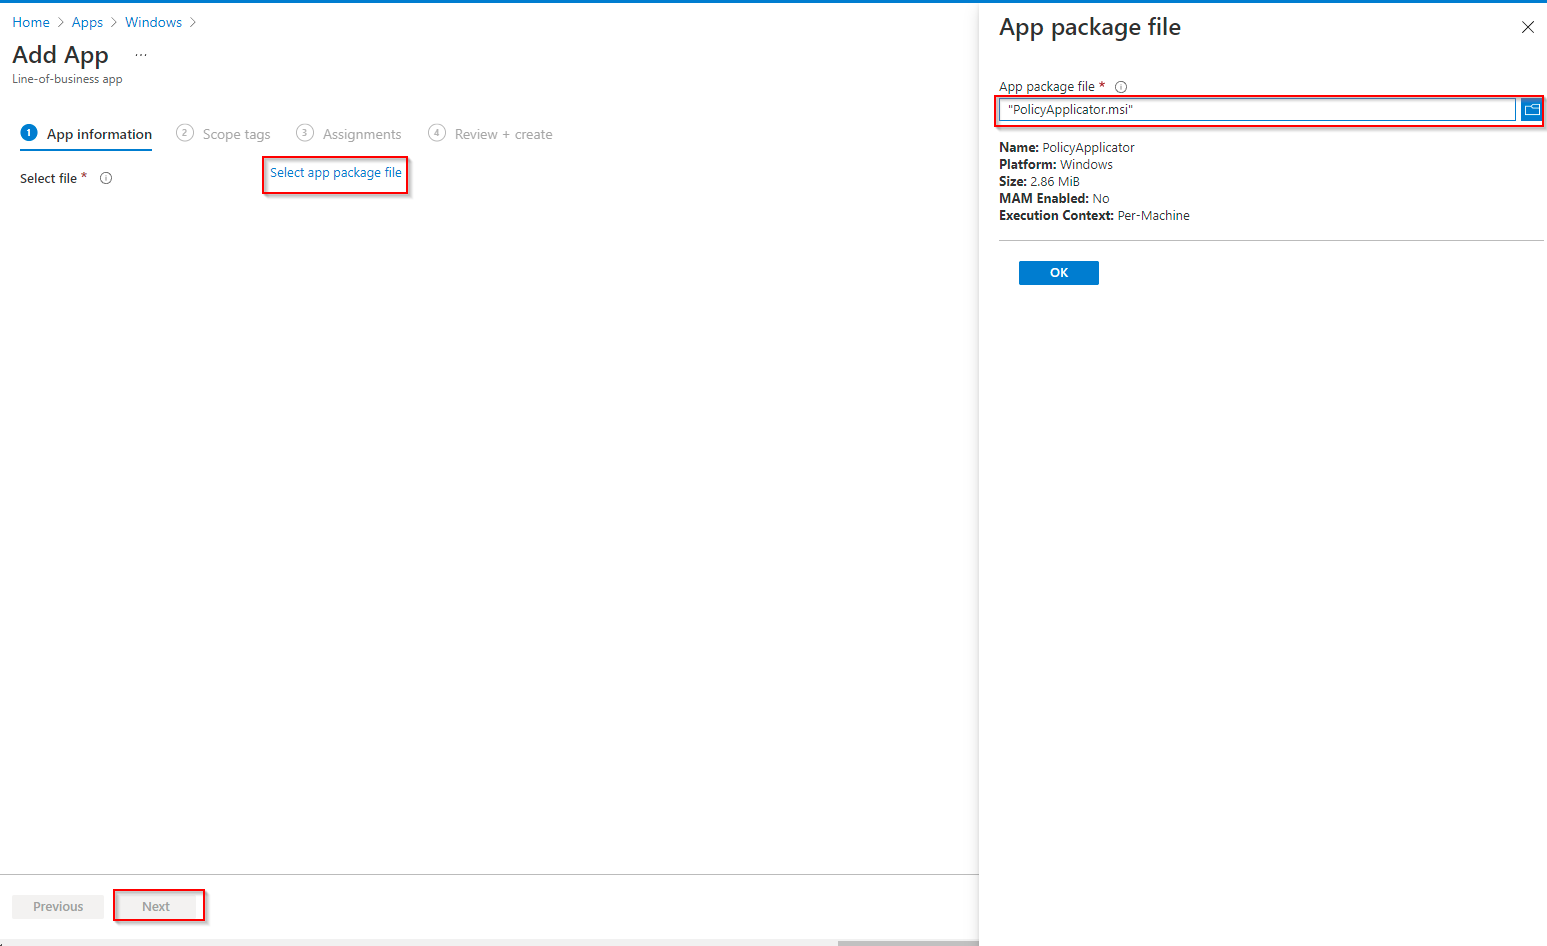 Home > Apps > Windows >
Add App ...
Line-of-business app
1 App information 2 Scope tags 3 Assignments 4 Review + create
Select file * Select app package file
Previous Next
App package file
App package file *
"PolicyApplicator.msi"
Name: PolicyApplicator
Platform: Windows
Size: 2.86 MiB
MAM Enabled: No
Execution Context: Per-Machine
OK